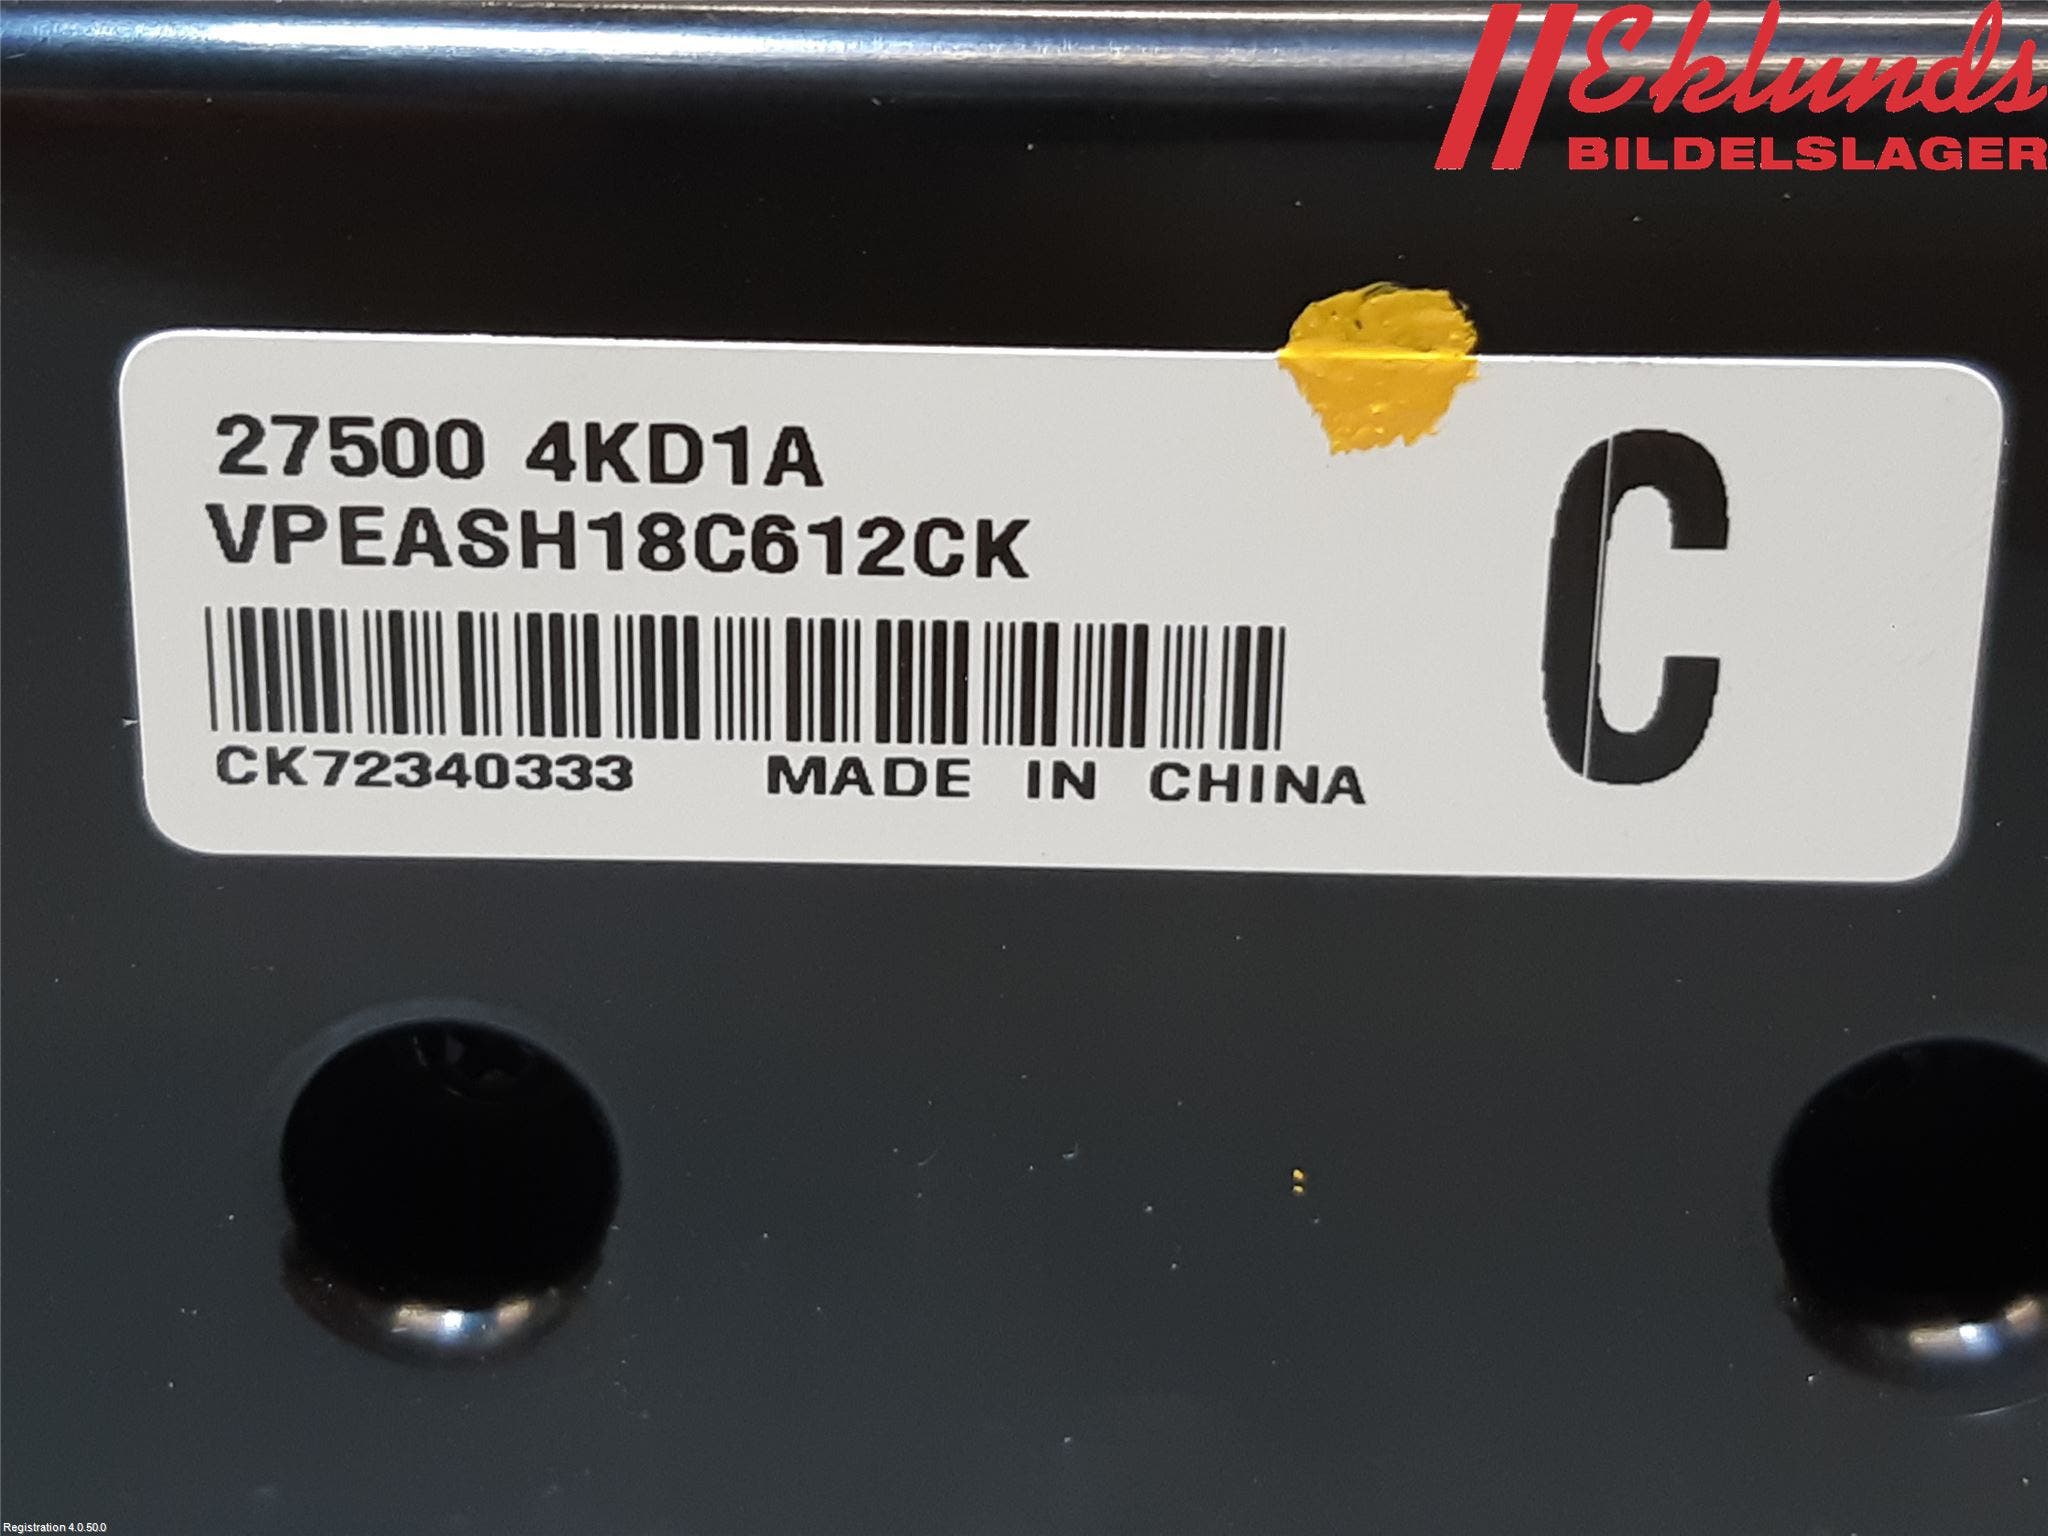 Eklunds
BILDELSLAGER
27500 4KD1A
VPEASH18C612CK
C
CK72340333 MADE IN CHINA
Registration 4.0.50.0